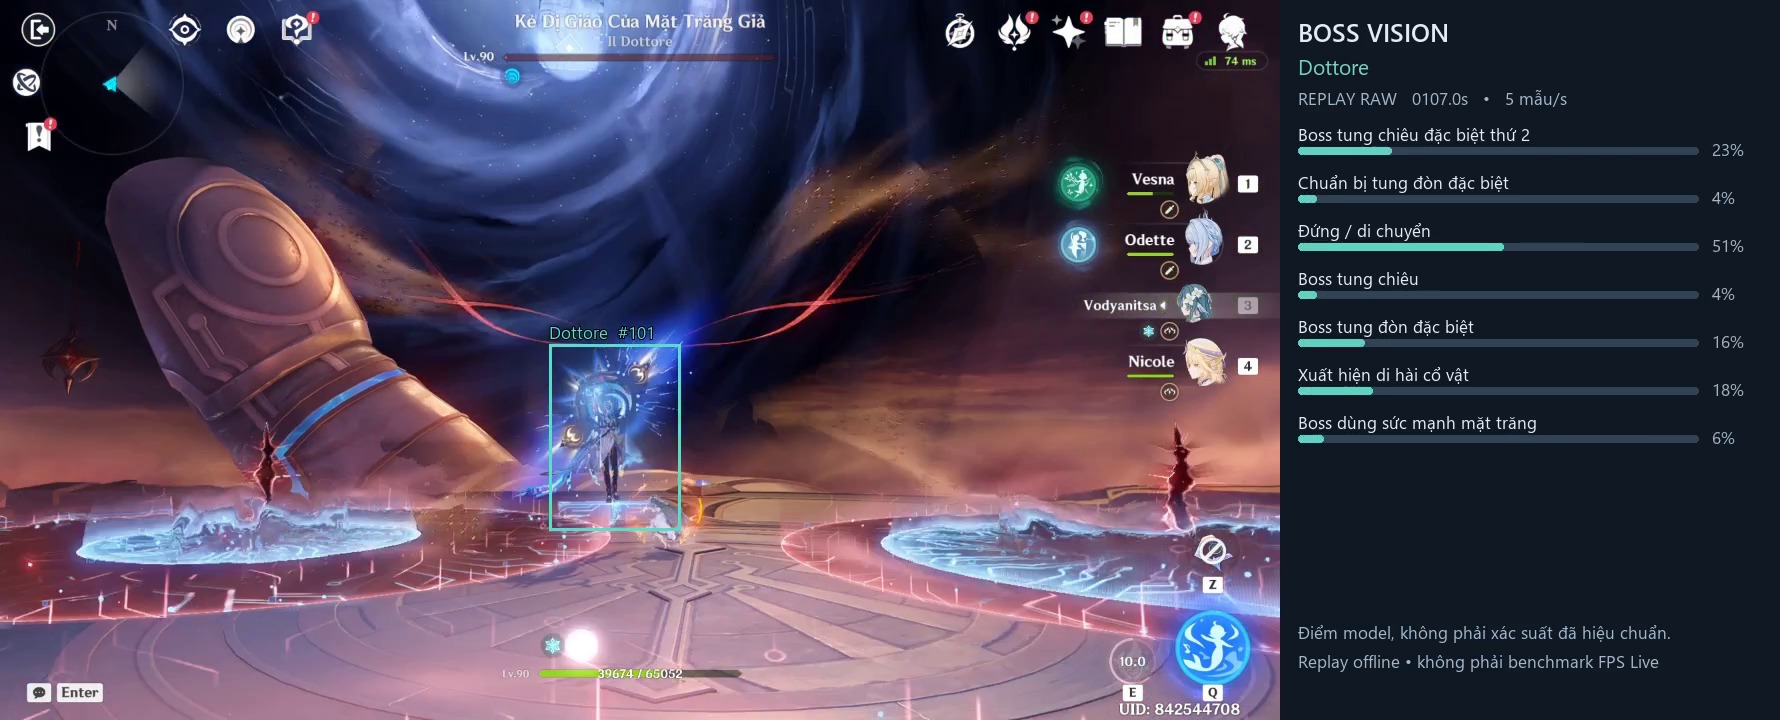 N
Kẻ Dị Giáo Của Mặt Trăng Giả
Il Dottore
Lv.90
74 ms
Vesna
1
Odette
2
Vodyanitsa
3
Nicole
4
Dottore #101
Z
10.0
E
Q
Lv.90
39674 / 65052
Enter
UID: 842544708
BOSS VISION
Dottore
REPLAY RAW 0107.0s • 5 mẫu/s
Boss tung chiêu đặc biệt thứ 2
23%
Chuẩn bị tung đòn đặc biệt
4%
Đứng / di chuyển
51%
Boss tung chiêu
4%
Boss tung đòn đặc biệt
16%
Xuất hiện di hài cổ vật
18%
Boss dùng sức mạnh mặt trăng
6%
Điểm model, không phải xác suất đã hiệu chuẩn.
Replay offline • không phải benchmark FPS Live